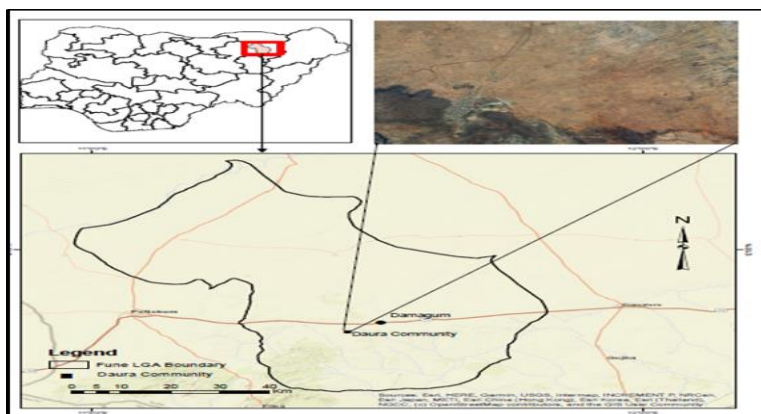 N
Damagum
Daura Community
Legend
Fune LGA Boundary
Daura Community
0 5 10 20 30 40
Km
Sources: Esri, HERE, Garmin, USGS, Intermap, INCREMENT P, NRCan,
Esri Japan, METI, Esri China (Hong Kong), Esri Korea, Esri (Thailand),
NGCC, (c) OpenStreetMap contributors, and the GIS User Community